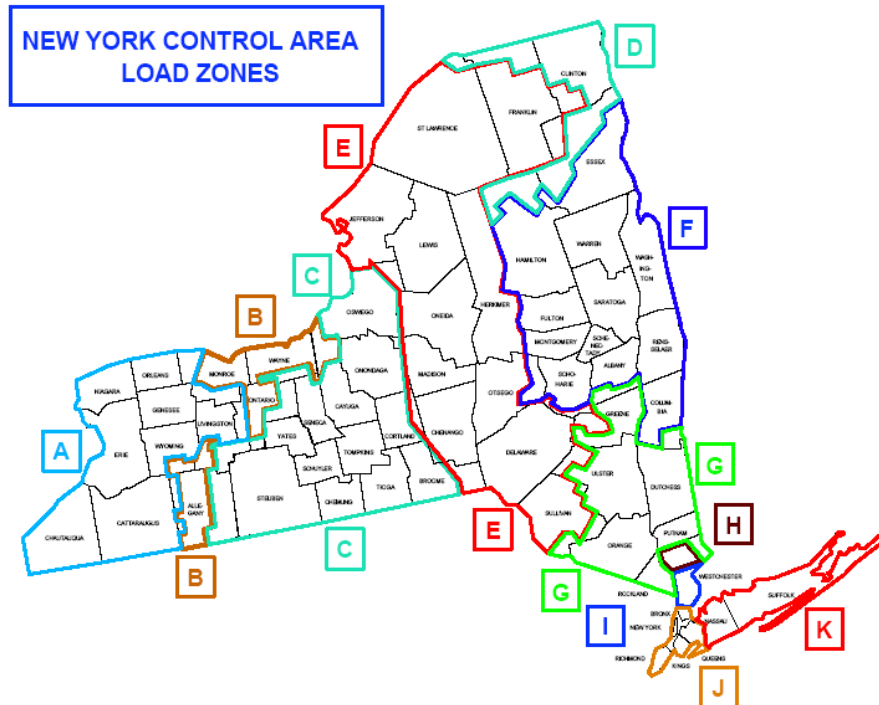 NEW YORK CONTROL AREA
LOAD ZONES
D
CLINTON
FRANKLIN
ST LAWRENCE
E
ESSEX
JEFFERSON
F
LEWIS
WARREN
HAMILTON
WASH-
ING-
TON
C
B
OSWEGO
HERKIMER
ONEIDA
SARATOGA
FULTON
MONTGOMERY
SCHE-
NEC
TADY
RENS-
SELAER
WAYNE
MONROE
ORLEANS
NIAGARA
ONONDAGA
MADISON
OTSEGO
SCHO-
HARIE
ALBANY
GENESEE
ONTARIO
LIVINGSTON
CAYUGA
SENECA
YATES
COLUM-
BIA
GREENE
A
ERIE
WYOMING
CORTLAND
CHENANGO
TOMPKINS
SCHUYLER
DELAWARE
G
ULSTER
DUTCHESS
STEUBEN
CHEMUNG
TIOGA
BROOME
ALLE-
GANY
CATTARAUGUS
CHAUTAUQUA
SULLIVAN
H
C
E
PUTNAM
ORANGE
B
G
WESTCHESTER
ROCKLAND
SUFFOLK
I
BRONX
NEW YORK
NASSAU
K
RICHMOND
KINGS
QUEENS
J